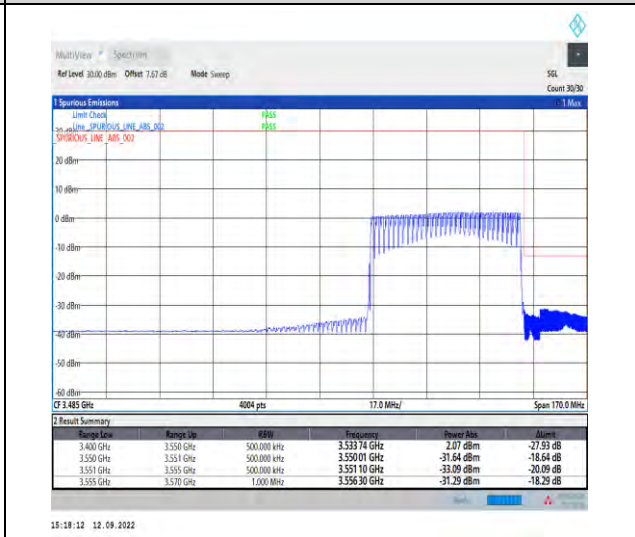 MultiView Spectrum
Ref Level 30.00 dBm Offset 7.67 dB Mode Sweep SGL
Count 30/30
1 Spurious Emissions 1 Max
Limit Check PASS
Line _SPURIOUS_LINE_ABS_002 PASS
_SPURIOUS_LINE_ABS_002
20 dBm
10 dBm
0 dBm
-10 dBm
-20 dBm
-30 dBm
-40 dBm
-50 dBm
-60 dBm
CF 3.485 GHz 4004 pts 17.0 MHz/ Span 170.0 MHz
2 Result Summary
Range Low Range Up RBW Frequency Power Abs ΔLimit
3.400 GHz 3.550 GHz 500.000 kHz 3.533 74 GHz 2.07 dBm -27.93 dB
3.550 GHz 3.551 GHz 500.000 kHz 3.550 01 GHz -31.64 dBm -18.64 dB
3.551 GHz 3.555 GHz 500.000 kHz 3.551 10 GHz -33.09 dBm -20.09 dB
3.555 GHz 3.570 GHz 1.000 MHz 3.556 30 GHz -31.29 dBm -18.29 dB
15:18:12 12.09.2022